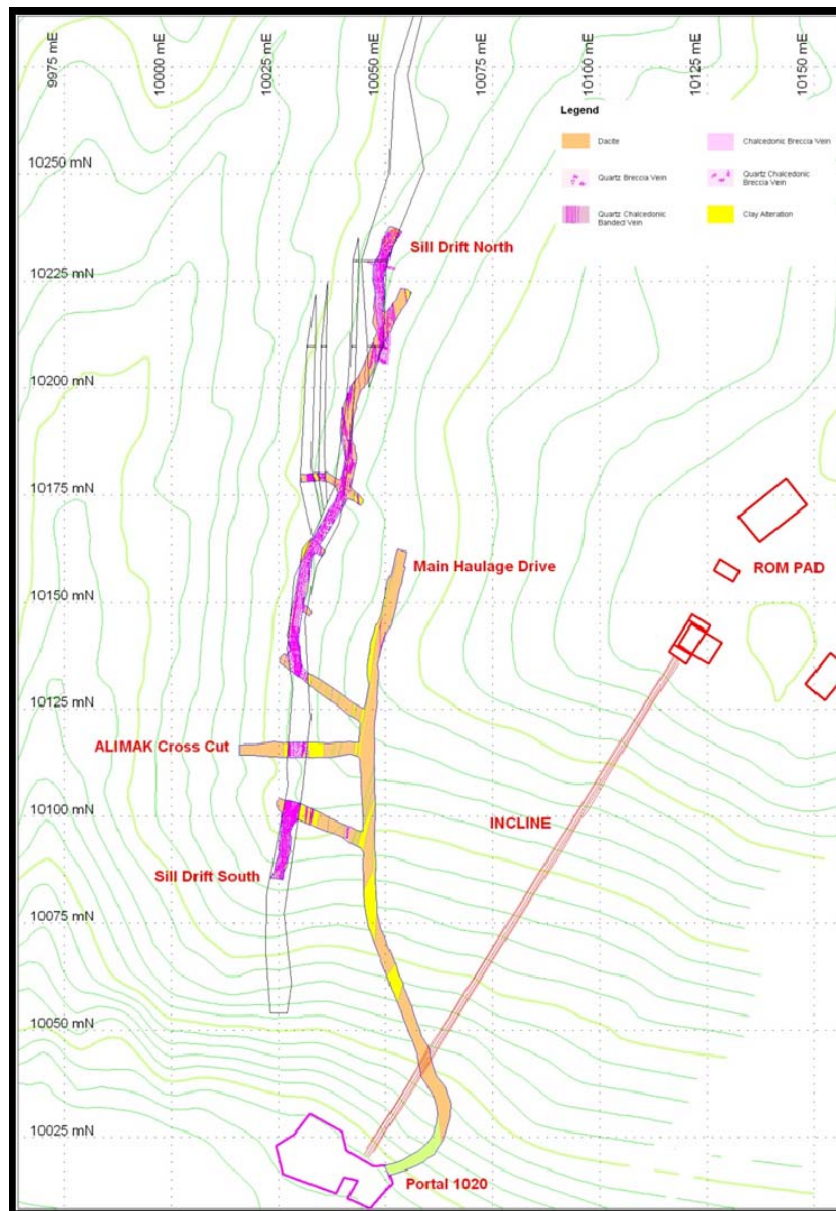 9975 mE
10000 mE
10025 mE
10050 mE
10075 mE
10100 mE
10125 mE
10150 mE
Legend
Dacite
Chalcedonic Breccia Vein
Quartz Breccia Vein
Quartz Chalcedonic
Breccia Vein
Quartz Chalcedonic
Banded Vein
Clay Alteration
10250 mN
Sill Drift North
10225 mN
10200 mN
10175 mN
Main Haulage Drive
ROM PAD
10150 mN
10125 mN
ALIMAK Cross Cut
10100 mN
INCLINE
Sill Drift South
10075 mN
10050 mN
10025 mN
Portal 1020